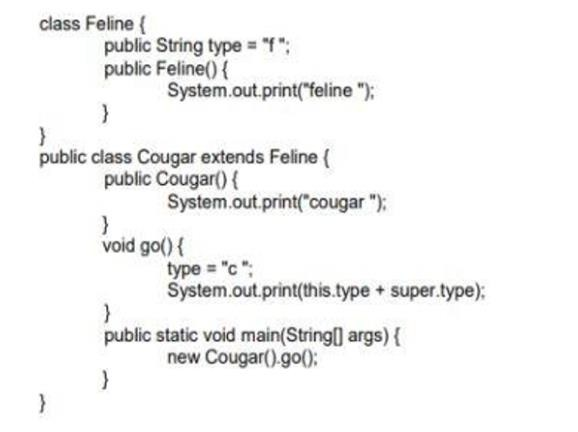 class Feline {
public String type = "f ";
public Feline() {
System.out.print("feline ");
}
}
public class Cougar extends Feline {
public Cougar() {
System.out.print("cougar ");
}
void go() {
type = "c ";
System.out.print(this.type + super.type);
}
public static void main(String[] args) {
new Cougar().go();
}
}